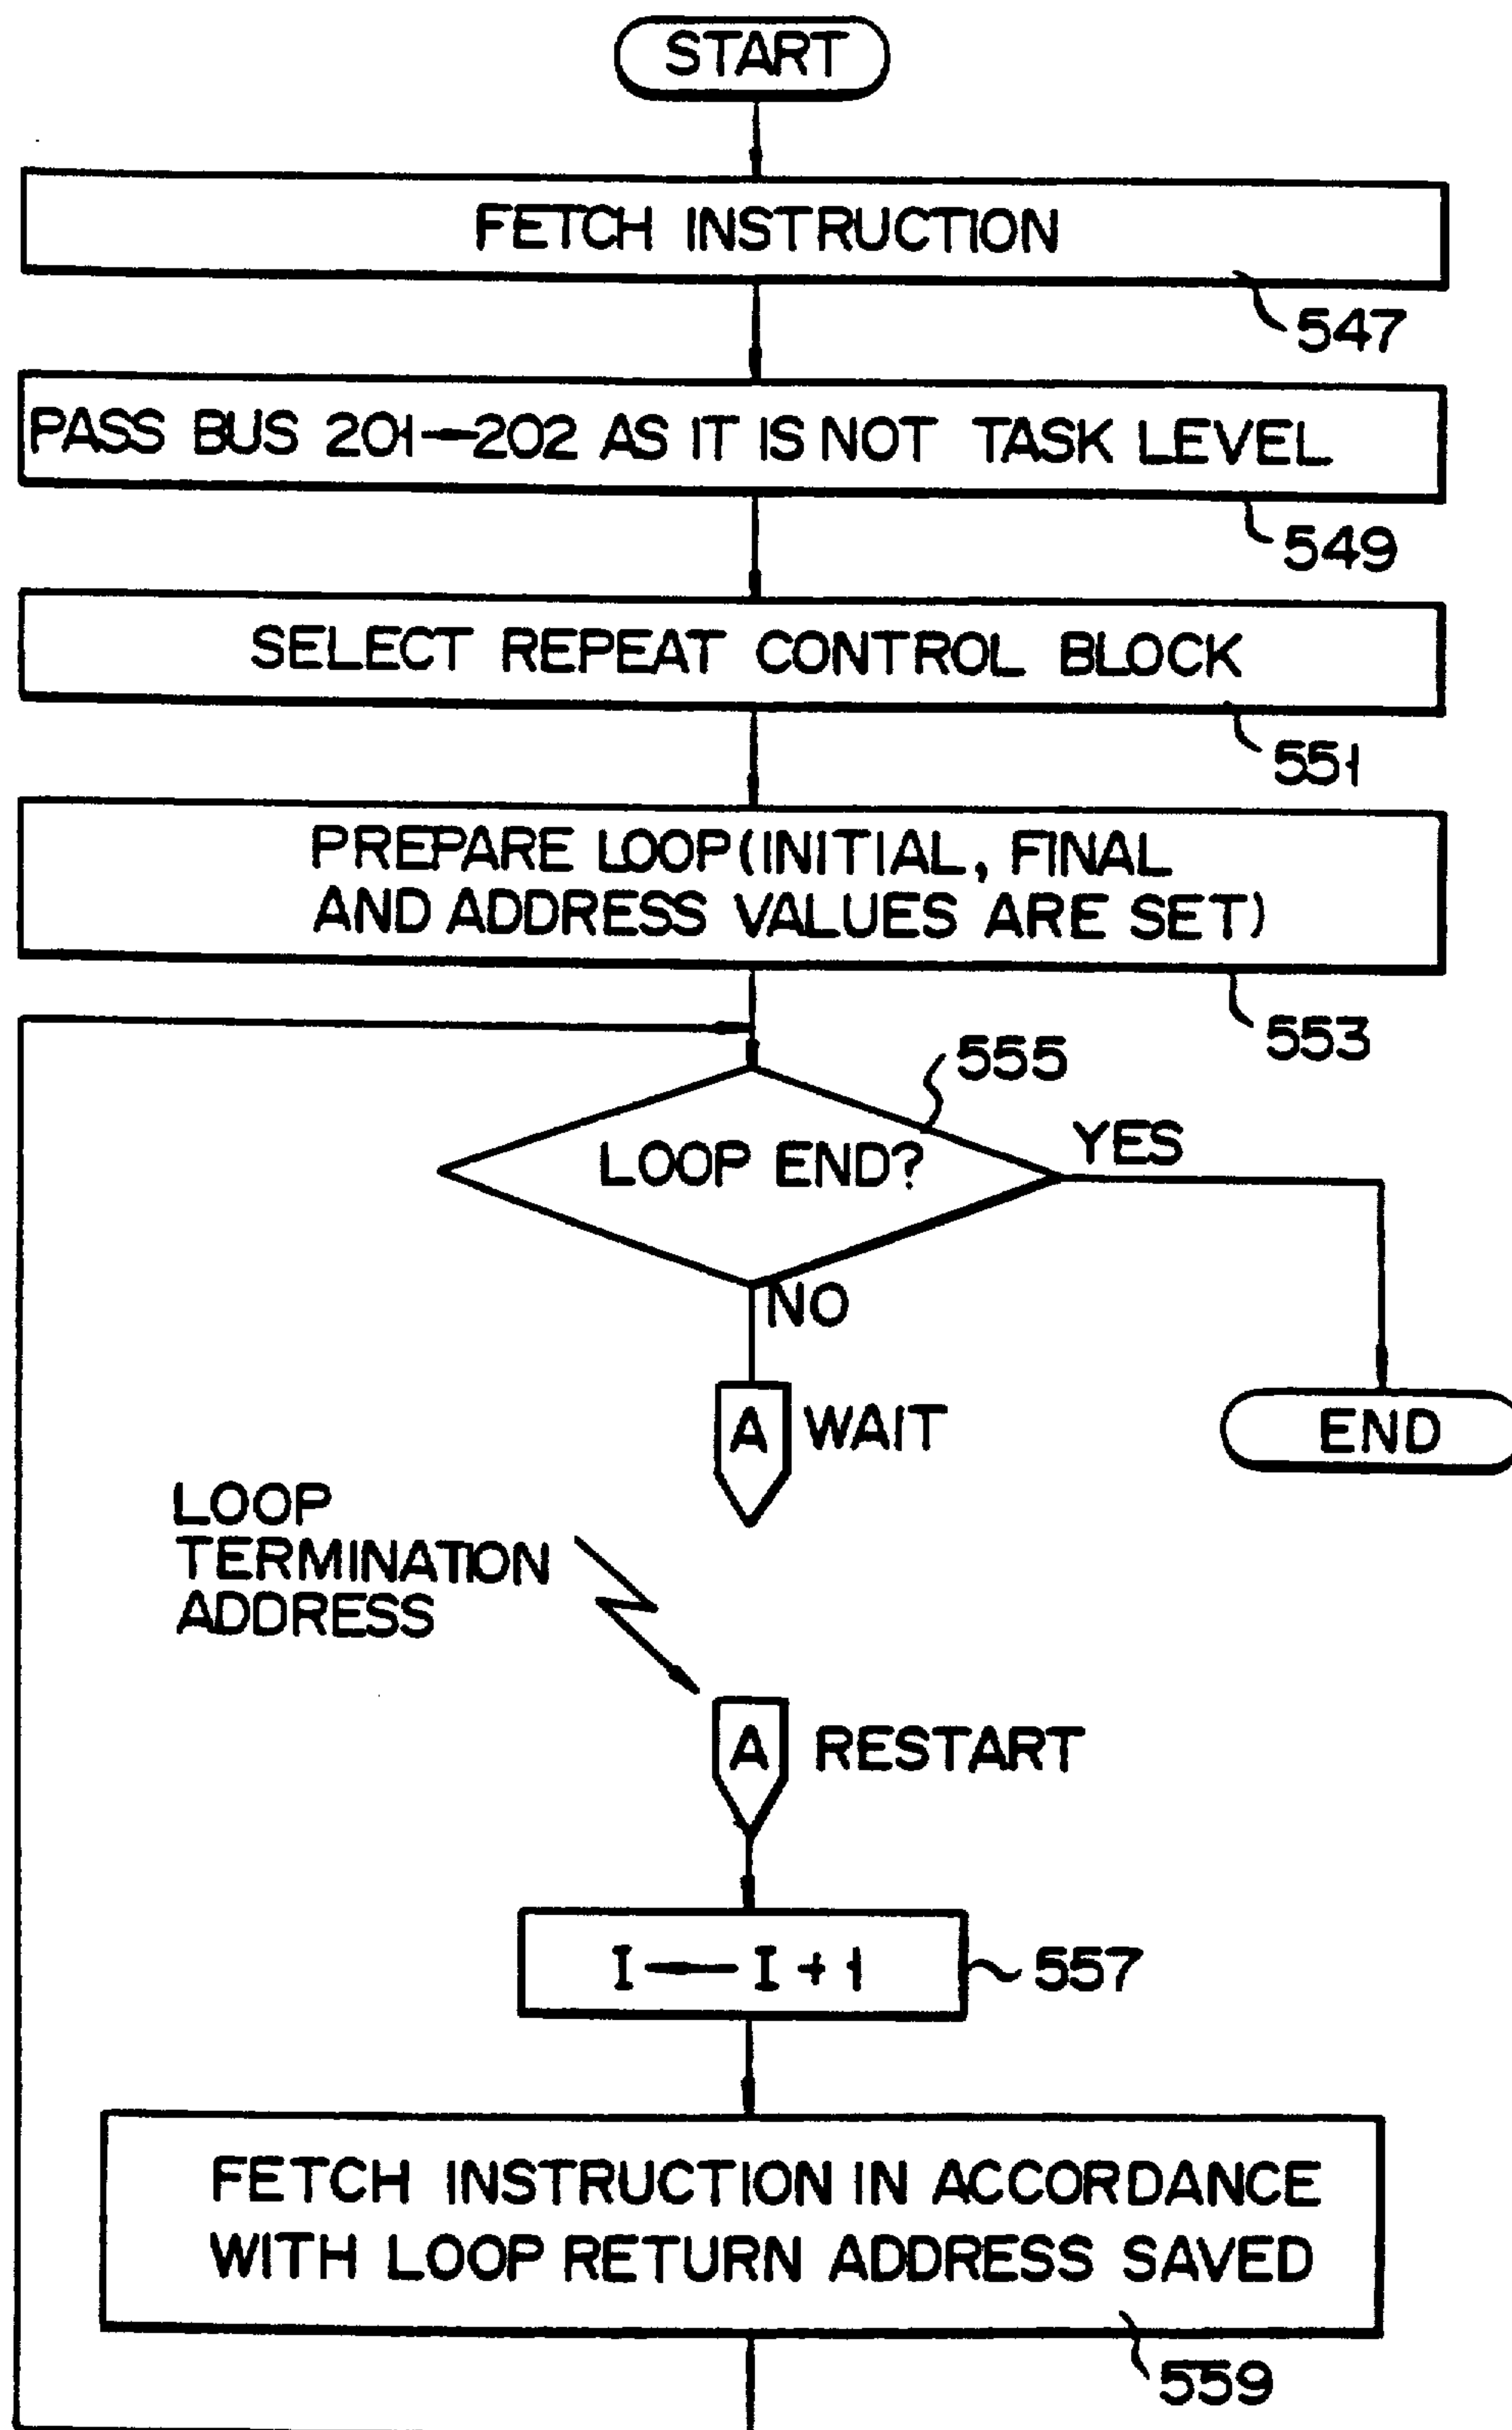 START
FETCH INSTRUCTION
547
PASS BUS 201←202 AS IT IS NOT TASK LEVEL
549
SELECT REPEAT CONTROL BLOCK
551
PREPARE LOOP(INITIAL, FINAL
AND ADDRESS VALUES ARE SET)
553
555
LOOP END?
YES
NO
A WAIT
END
LOOP
TERMINATION
ADDRESS
A RESTART
I ← I + 1
557
FETCH INSTRUCTION IN ACCORDANCE
WITH LOOP RETURN ADDRESS SAVED
559